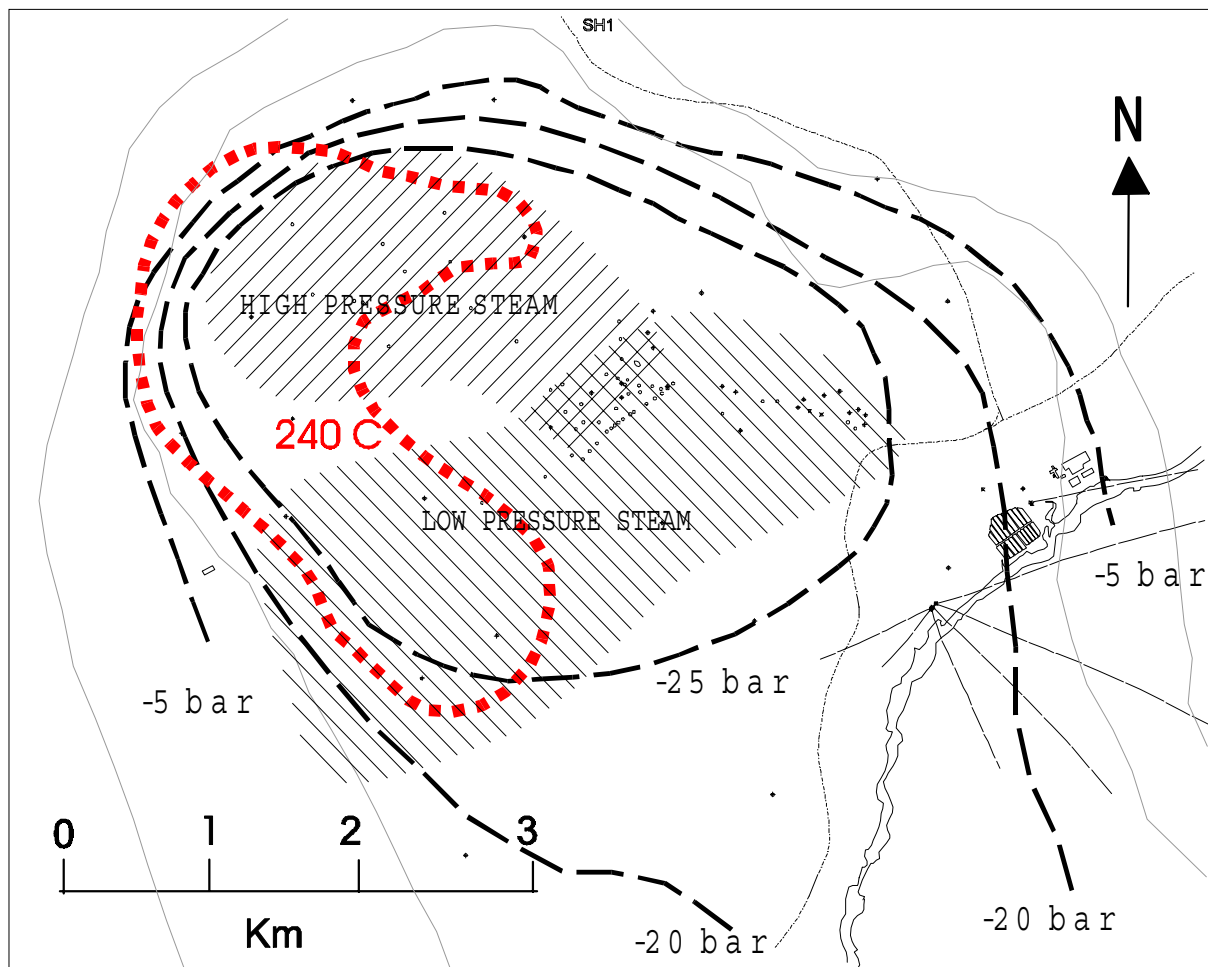 SH1
N
HIGH PRESSURE STEAM
240 C
LOW PRESSURE STEAM
-5 bar
-25 bar
-5 bar
0 1 2 3
Km
-20 bar
-20 bar